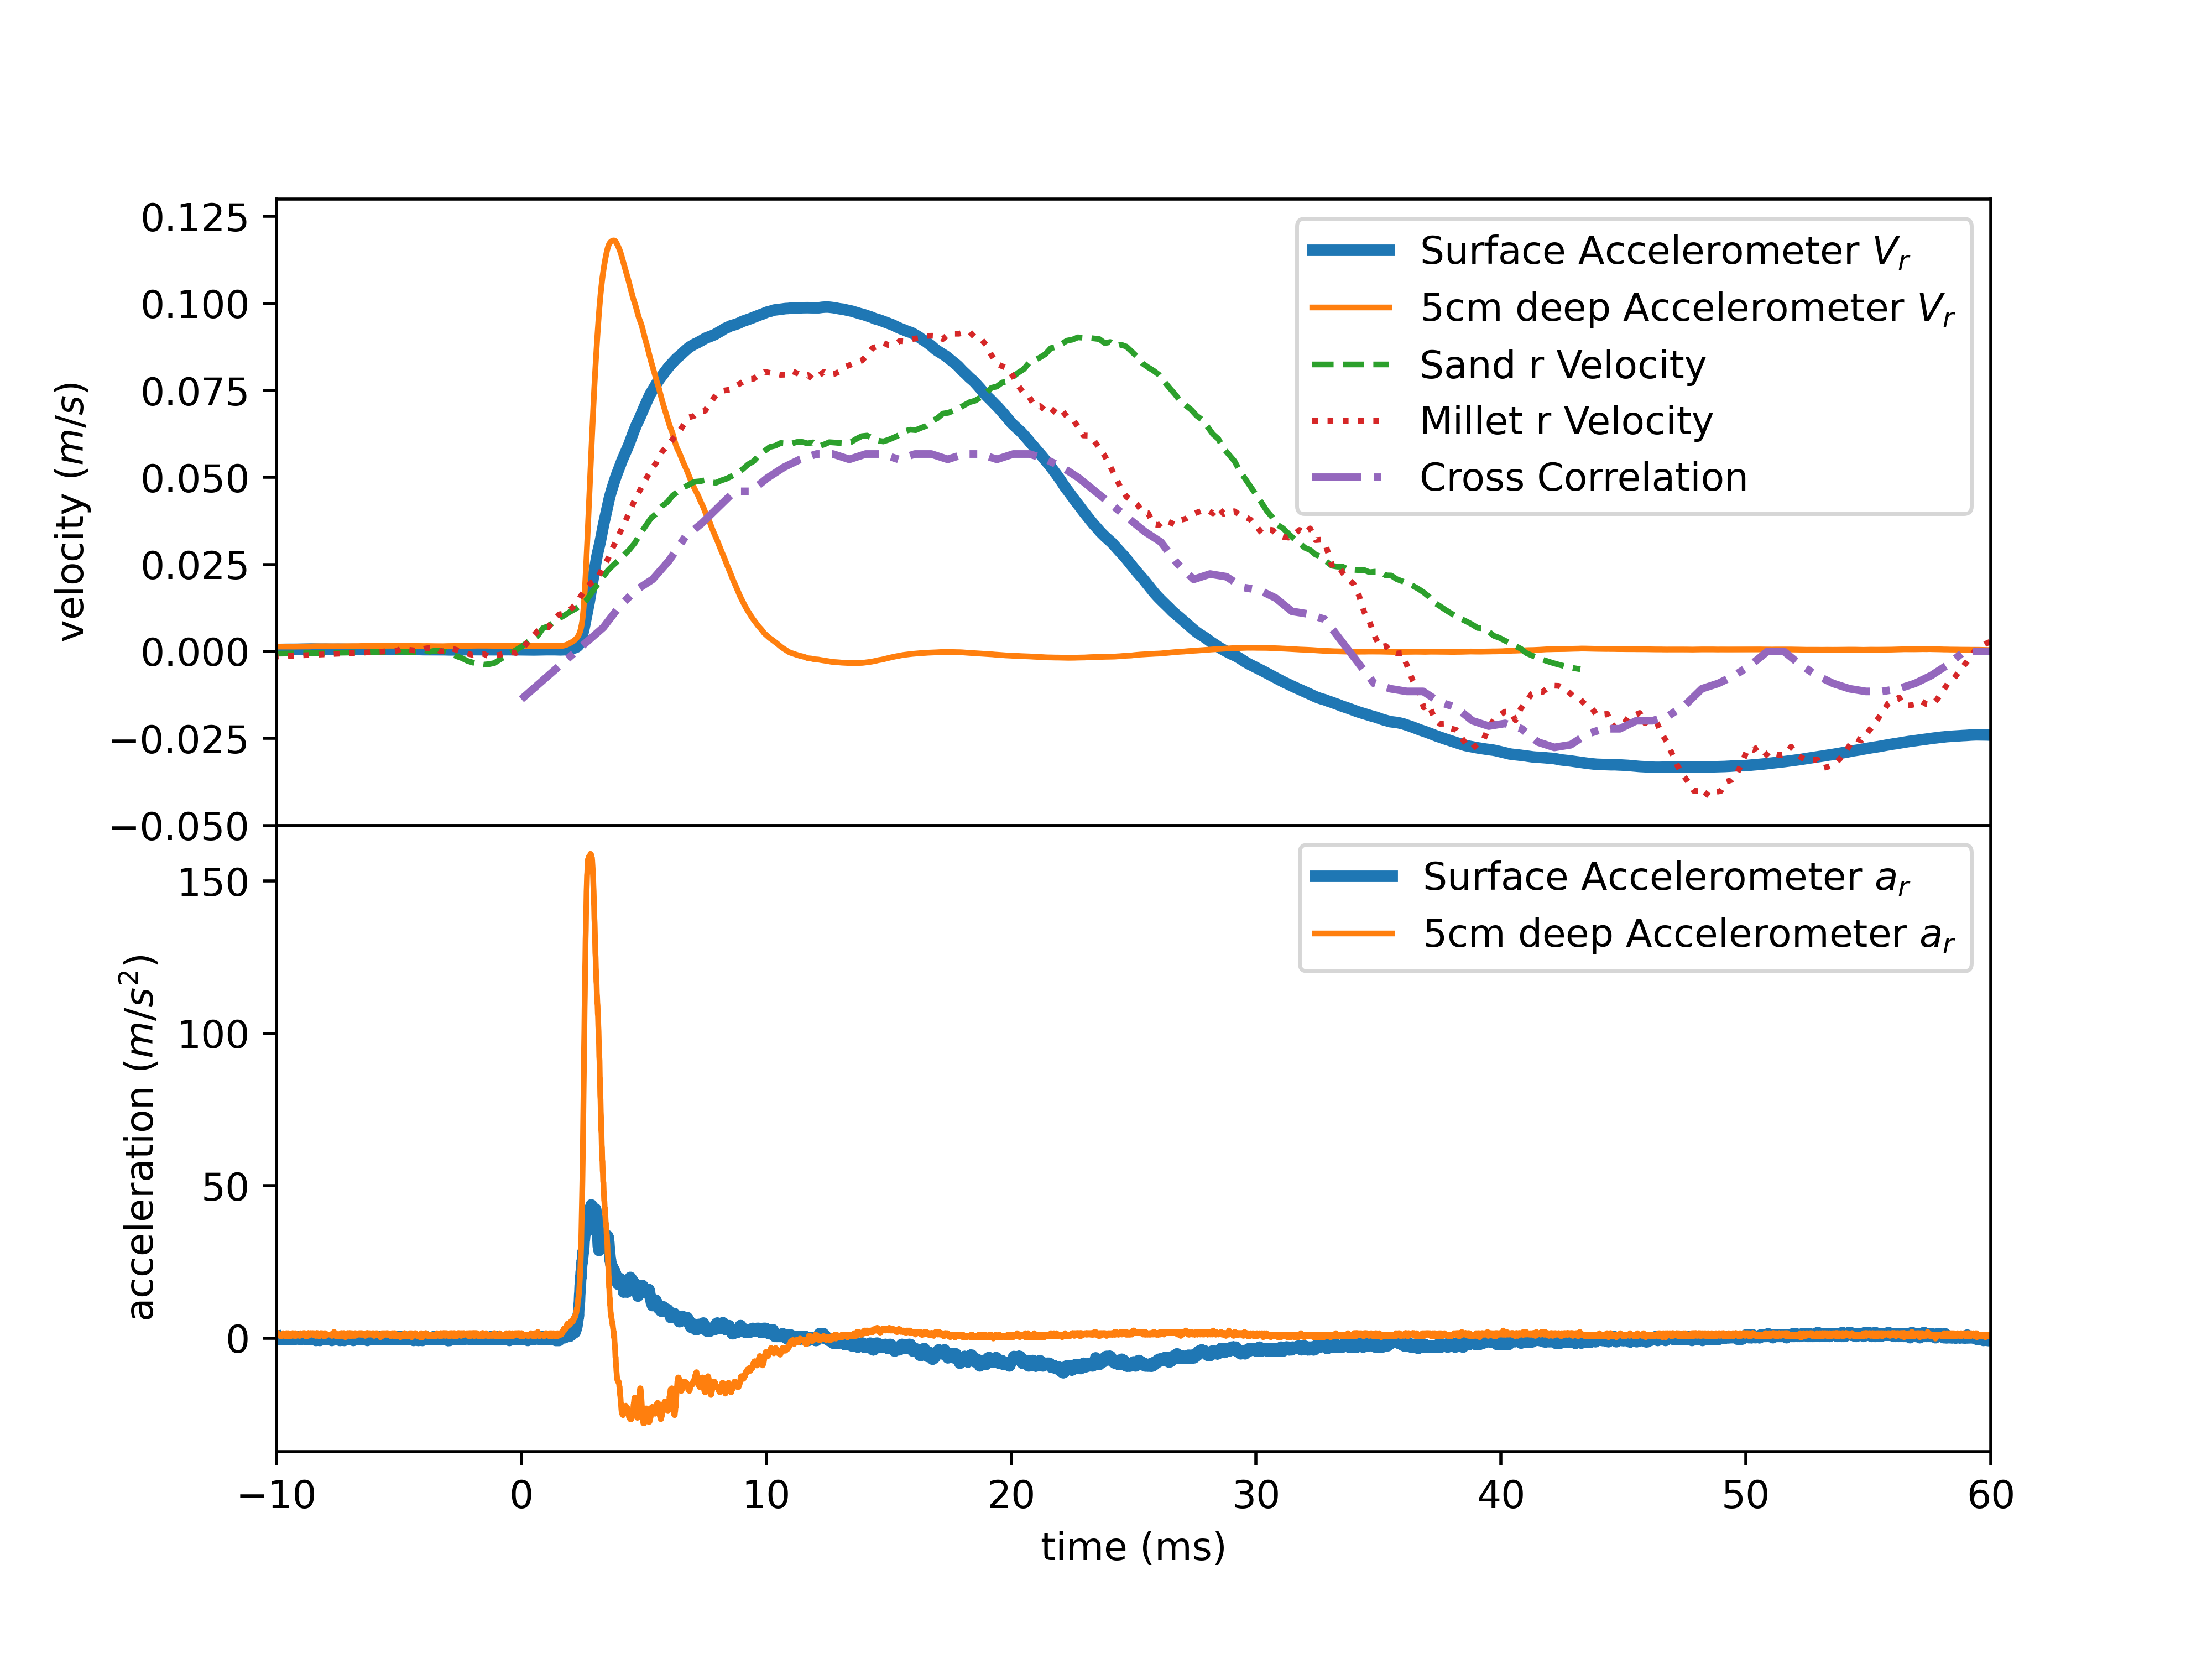 0.125
0.100
0.075
0.050
0.025
0.000
−0.025
−0.050
velocity (m/s)
Surface Accelerometer V_r
5cm deep Accelerometer V_r
Sand r Velocity
Millet r Velocity
Cross Correlation
150
100
50
0
acceleration (m/s²)
Surface Accelerometer a_r
5cm deep Accelerometer a_r
−10 0 10 20 30 40 50 60
time (ms)